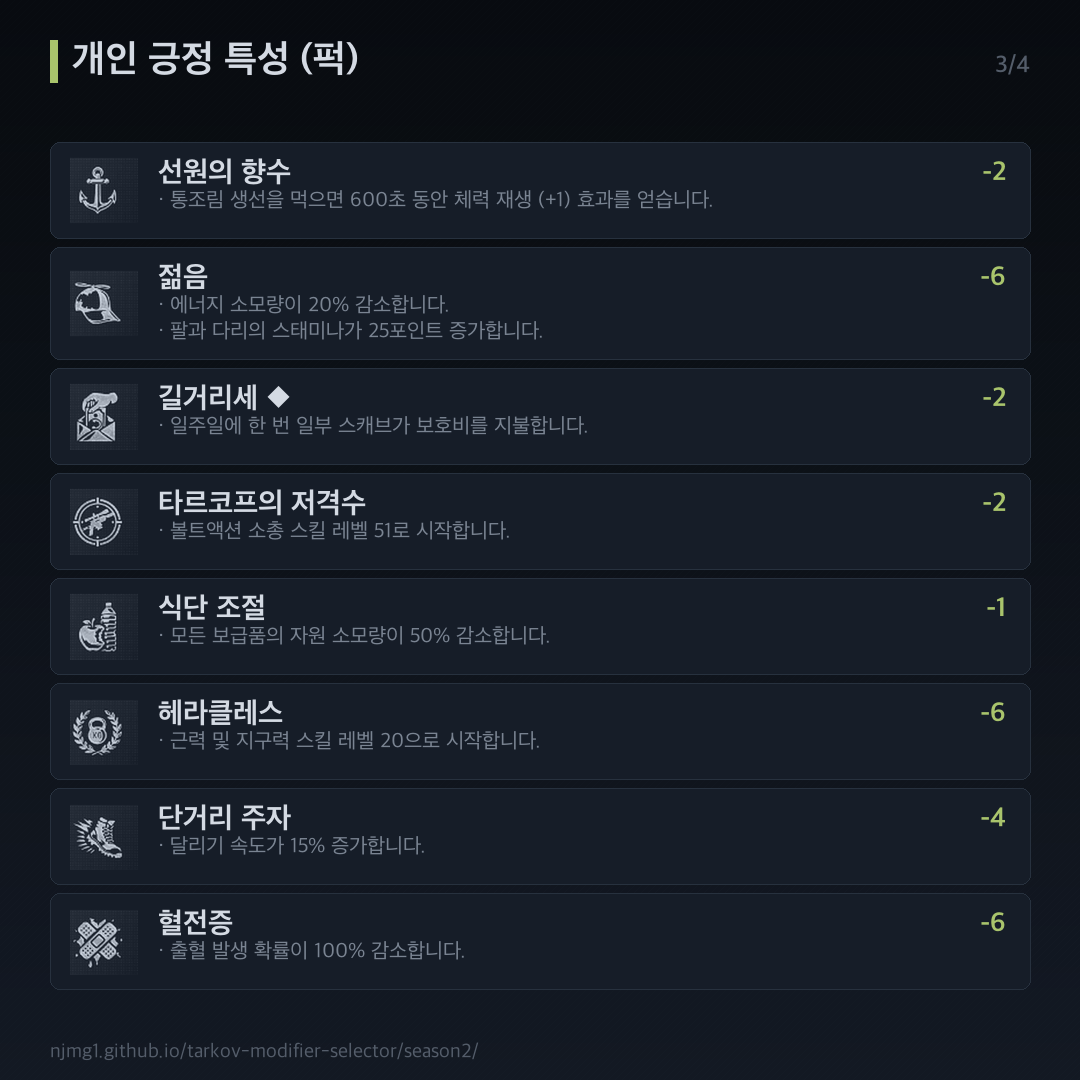 개인 긍정 특성 (퍽)
3/4
선원의 향수
-2
· 통조림 생선을 먹으면 600초 동안 체력 재생 (+1) 효과를 얻습니다.
젊음
-6
· 에너지 소모량이 20% 감소합니다.
· 팔과 다리의 스태미나가 25포인트 증가합니다.
길거리세 ◆
-2
· 일주일에 한 번 일부 스캐브가 보호비를 지불합니다.
타르코프의 저격수
-2
· 볼트액션 소총 스킬 레벨 51로 시작합니다.
식단 조절
-1
· 모든 보급품의 자원 소모량이 50% 감소합니다.
헤라클레스
-6
· 근력 및 지구력 스킬 레벨 20으로 시작합니다.
단거리 주자
-4
· 달리기 속도가 15% 증가합니다.
혈전증
-6
· 출혈 발생 확률이 100% 감소합니다.
njmg1.github.io/tarkov-modifier-selector/season2/